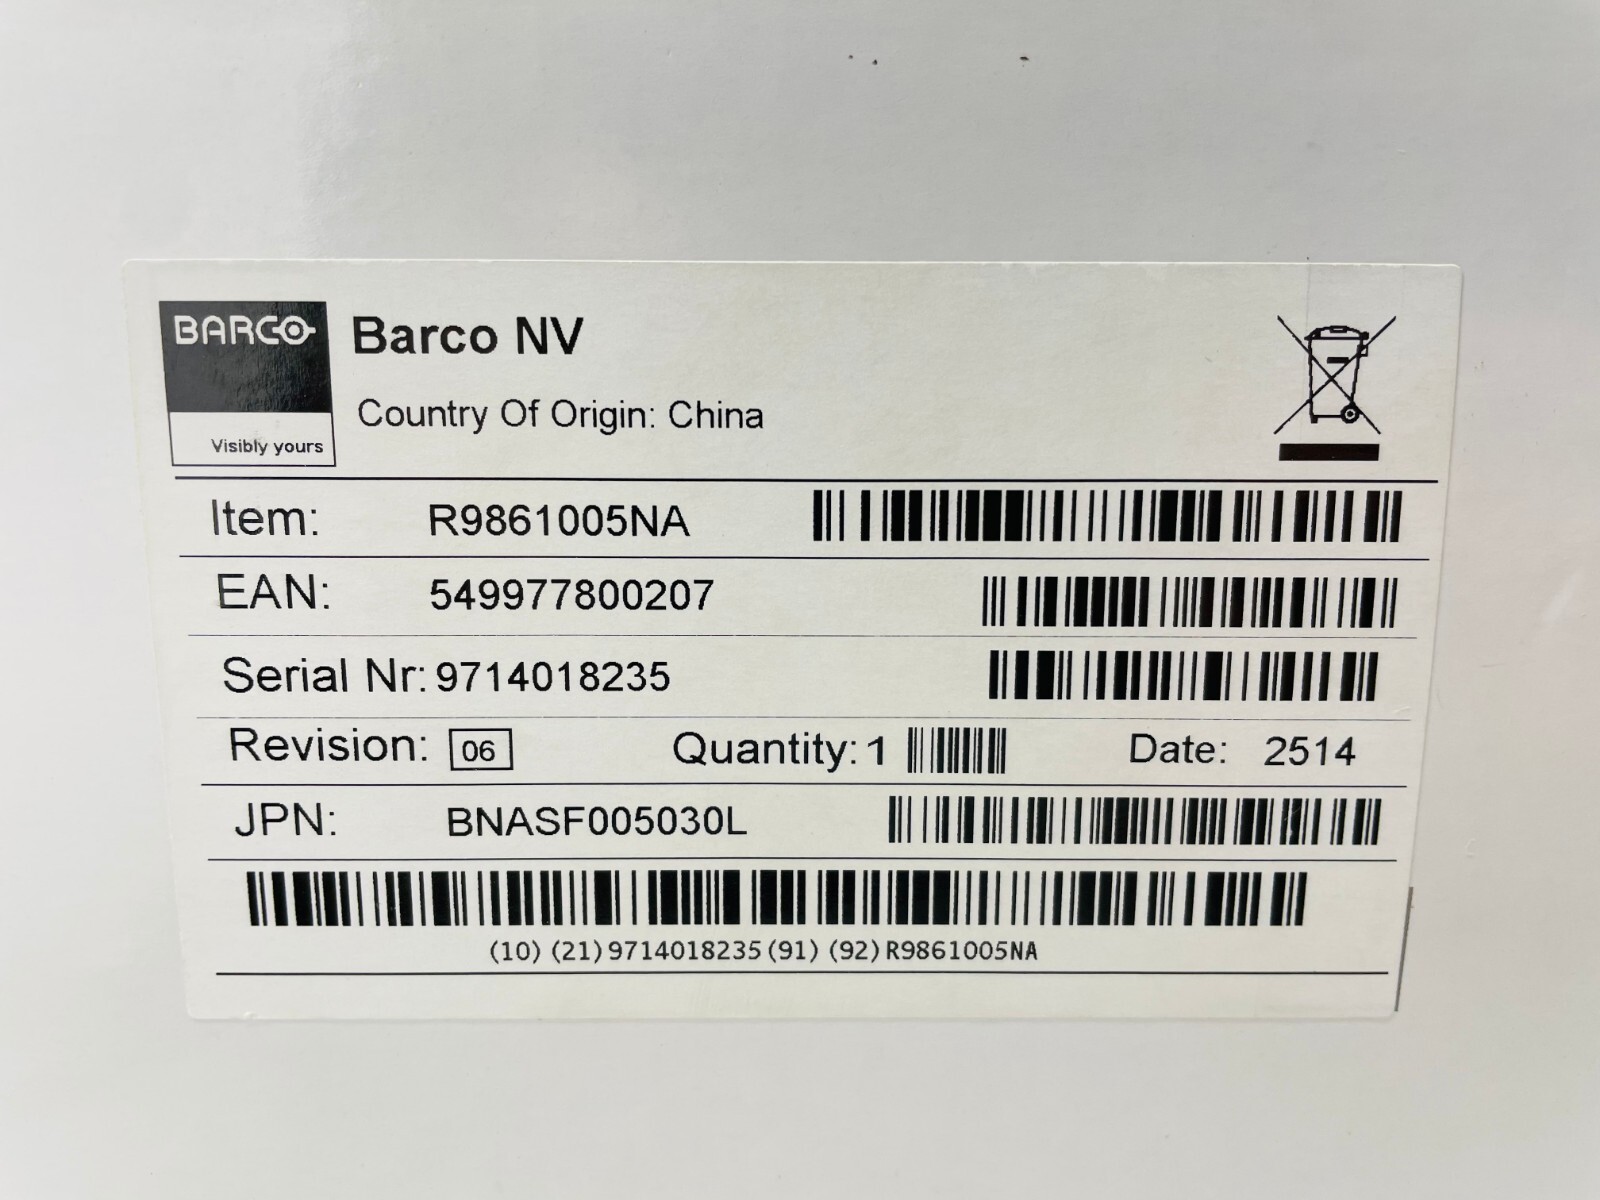 BARCO
Visibly yours
Barco NV
Country Of Origin: China
Item: R9861005NA
EAN: 549977800207
Serial Nr: 9714018235
Revision: 06 Quantity: 1 Date: 2514
JPN: BNASF005030L
(10) (21) 9714018235 (91) (92) R9861005NA